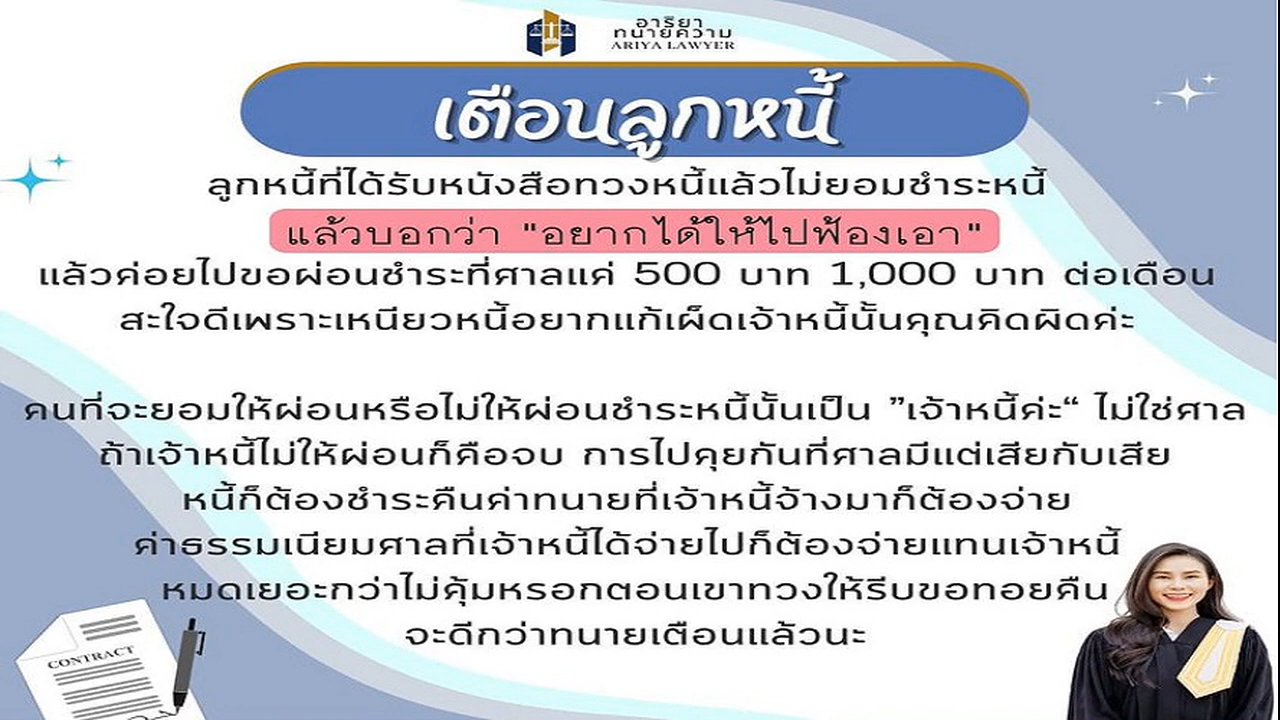 อาริยา
ทนายความ
ARIYA LAWYER
เตือนลูกหนี้
ลูกหนี้ที่ได้รับหนังสือทวงหนี้แล้วไม่ยอมชำระหนี้
แล้วบอกว่า "อยากได้ให้ไปฟ้องเอา"
แล้วค่อยไปขอผ่อนชำระที่ศาลแค่ 500 บาท 1,000 บาท ต่อเดือน
สะใจดีเพราะเหนียวหนี้อยากแก้เผ็ดเจ้าหนี้นั้นคุณคิดผิดค่ะ
คนที่จะยอมให้ผ่อนหรือไม่ให้ผ่อนชำระหนี้นั้นเป็น ”เจ้าหนี้ค่ะ“ ไม่ใช่ศาล
ถ้าเจ้าหนี้ไม่ให้ผ่อนก็คือจบ การไปคุยกันที่ศาลมีแต่เสียกับเสีย
หนี้ก็ต้องชำระคืนค่าทนายที่เจ้าหนี้จ้างมาก็ต้องจ่าย
ค่าธรรมเนียมศาลที่เจ้าหนี้ได้จ่ายไปก็ต้องจ่ายแทนเจ้าหนี้
หมดเยอะกว่าไม่คุ้มหรอกตอนเขาทวงให้รีบขอทอยคืน
จะดีกว่าทนายเตือนแล้วนะ
CONTRACT